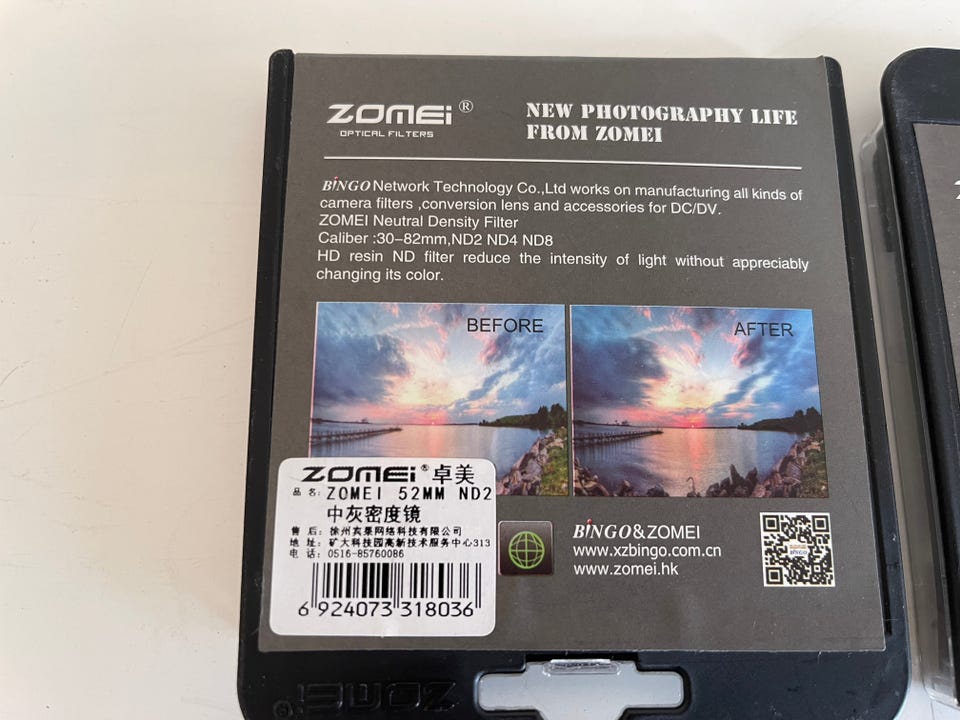 ZOMEi®
OPTICAL FILTERS
NEW PHOTOGRAPHY LIFE
FROM ZOMEI
BiNGO Network Technology Co.,Ltd works on manufacturing all kinds of
camera filters ,conversion lens and accessories for DC/DV.
ZOMEI Neutral Density Filter
Caliber :30–82mm,ND2 ND4 ND8
HD resin ND filter reduce the intensity of light without appreciably
changing its color.
BEFORE
AFTER
ZOMEi®卓美
品名:ZOMEI 52MM ND2
中灰密度镜
售 后: 徐州宾景网络科技有限公司
地 址: 矿大科技园高新技术服务中心313
电 话: 0516-85760086
6 924073 318036
BiNGO&ZOMEI
www.xzbingo.com.cn
www.zomei.hk
BiNGO
ZOMEi®